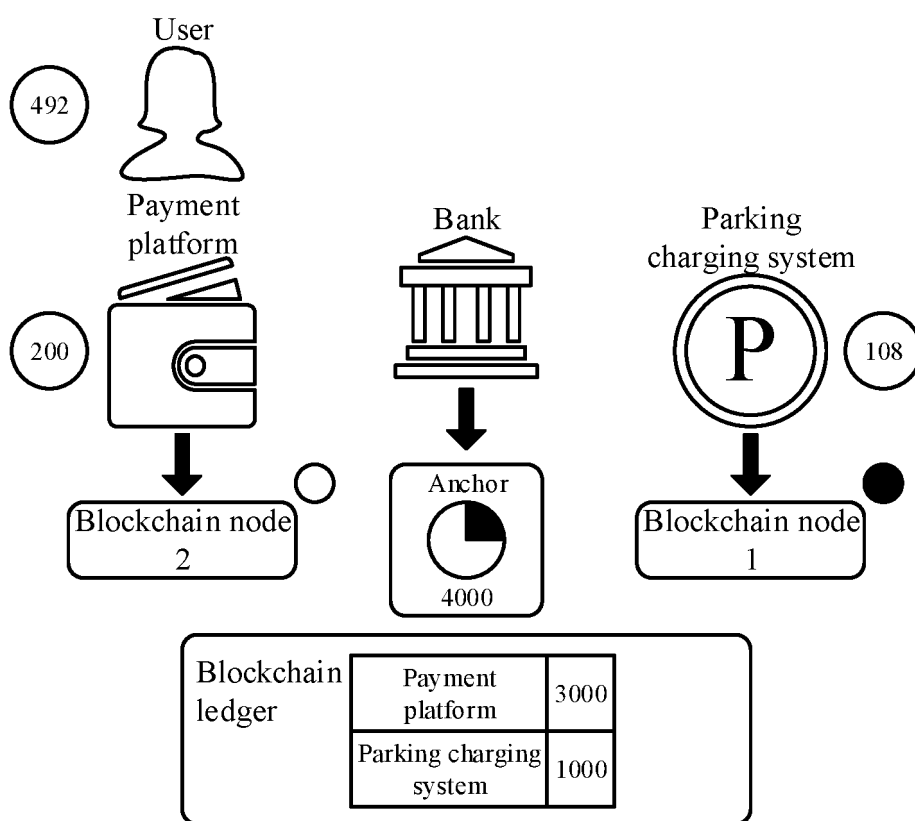 User
492
Payment
platform
Bank
Parking
charging system
200
P
108
Anchor
4000
Blockchain node
2
Blockchain node
1
Blockchain
ledger
Payment
platform
3000
Parking charging
system
1000